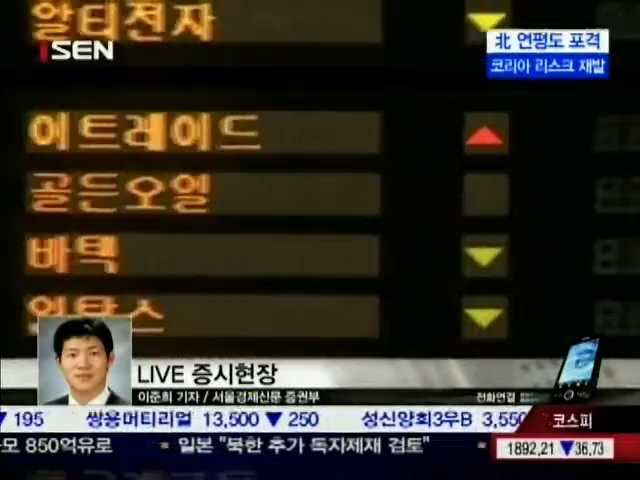 알티전자
SEN
北 연평도 포격
코리아 리스크 재발
이트레이드
골든오일
바텍
LIVE 증시현장
이준희 기자 / 서울경제신문 증권부
전화연결
▼ 195 쌍용머티리얼 13,500 ▼ 250 성신양회3우B 3,550
코스피
모 850억유로 일본 "북한 추가 독자제재 검토"
1892,21 ▼36,73